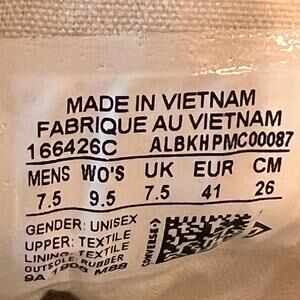 MADE IN VIETNAM
FABRIQUE AU VIETNAM
166426C ALBKHPMC00087
MENS WO'S UK EUR CM
7.5 9.5 7.5 41 26
GENDER: UNISEX
UPPER: TEXTILE
LINING: TEXTILE
OUTSOLE: RUBBER
CONVERSE